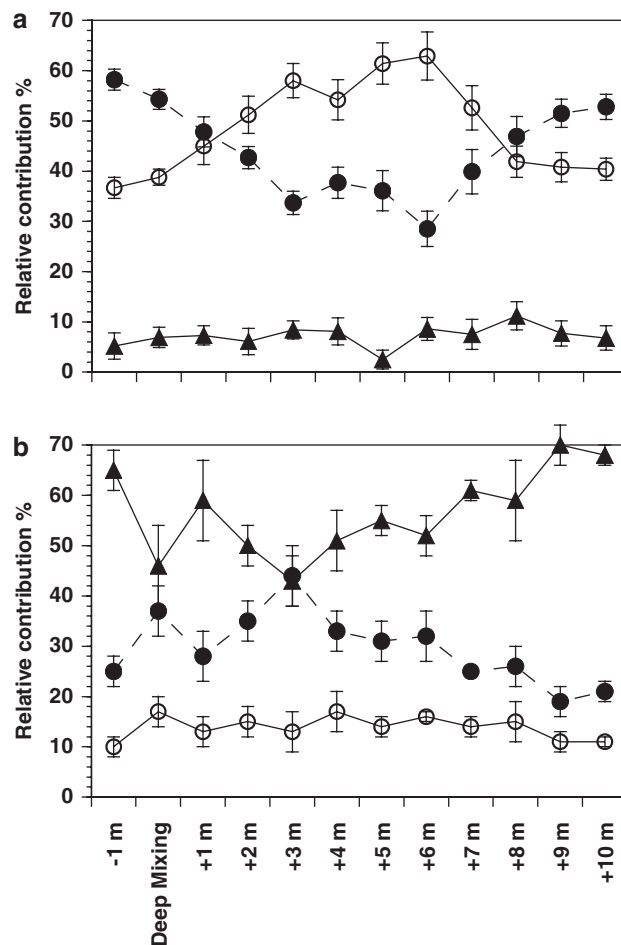 a
Relative contribution %
70
60
50
40
30
20
10
0
b
Relative contribution %
70
60
50
40
30
20
10
0
-1 m
Deep Mixing
+1 m
+2 m
+3 m
+4 m
+5 m
+6 m
+7 m
+8 m
+9 m
+10 m